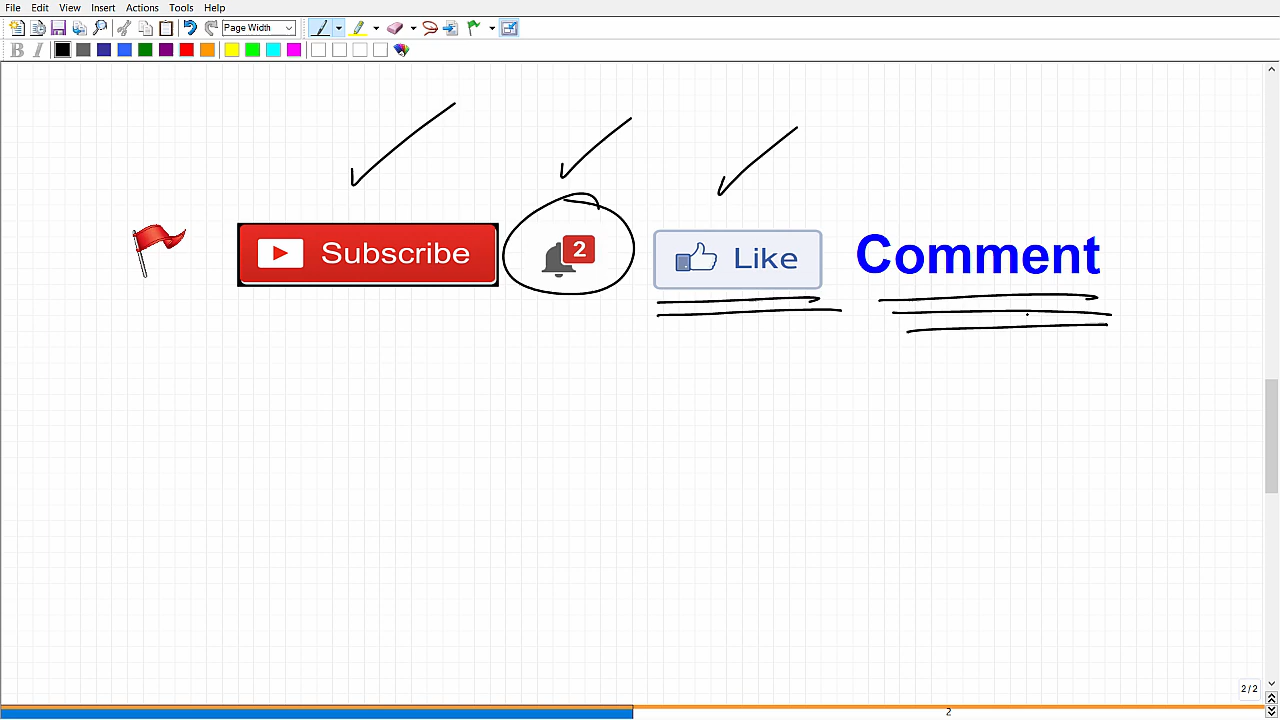 File Edit View Insert Actions Tools Help
Page Width
B I
Subscribe 2 Like Comment
2 / 2
2